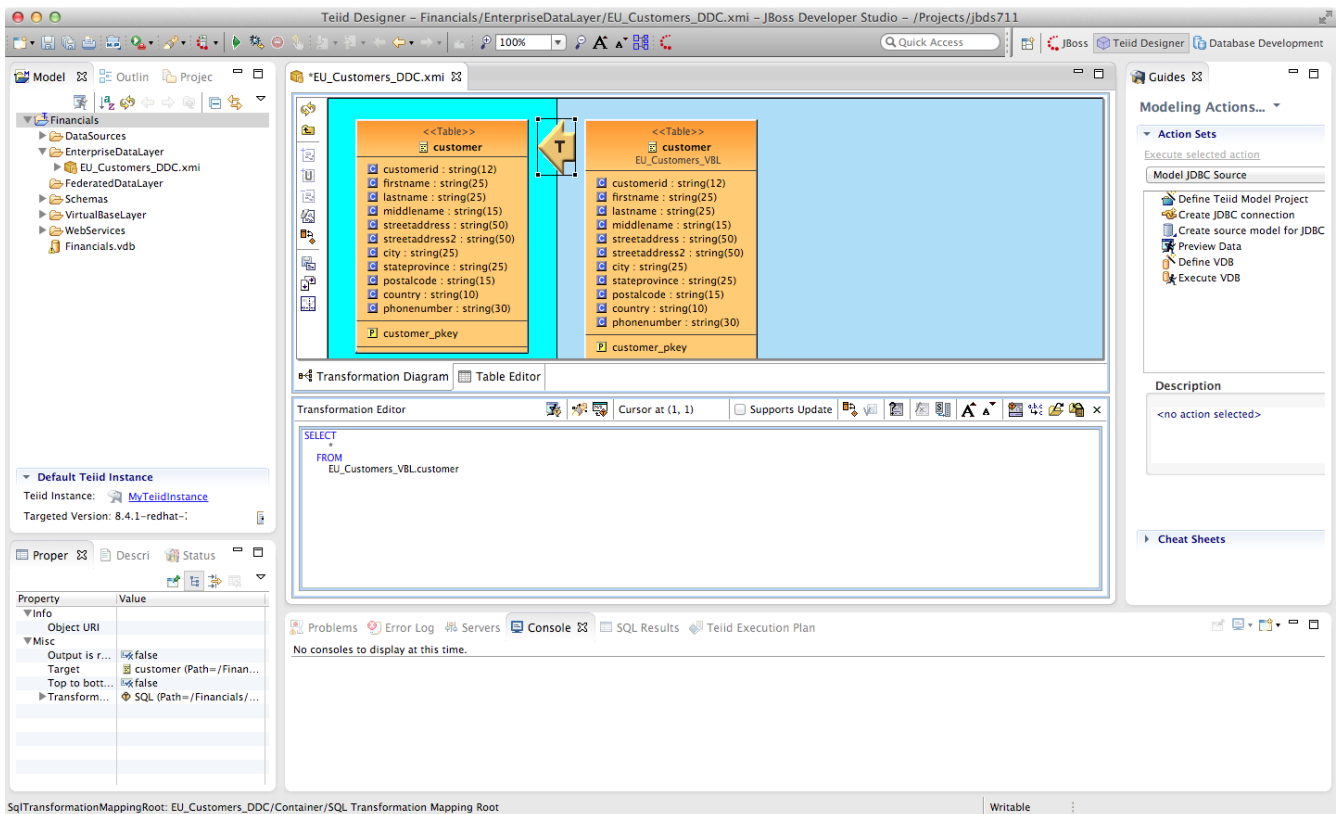 Teiid Designer – Financials/EnterpriseDataLayer/EU_Customers_DDC.xmi – JBoss Developer Studio – /Projects/jbds711
100%
Quick Access
JBoss
Teiid Designer
Database Development
Model
Outlin
Projec
Financials
DataSources
EnterpriseDataLayer
EU_Customers_DDC.xmi
FederatedDataLayer
Schemas
VirtualBaseLayer
WebServices
Financials.vdb
Default Teiid Instance
Teiid Instance: MyTeiidInstance
Targeted Version: 8.4.1-redhat-
Proper
Descri
Status
Property Value
Info
Object URI
Misc
Output is r... false
Target customer (Path=/Finan...
Top to bott... false
Transform... SQL (Path=/Financials/...
*EU_Customers_DDC.xmi
<<Table>>
customer
customerid : string(12)
firstname : string(25)
lastname : string(25)
middlename : string(15)
streetaddress : string(50)
streetaddress2 : string(50)
city : string(25)
stateprovince : string(25)
postalcode : string(15)
country : string(10)
phonenumber : string(30)
customer_pkey
T
<<Table>>
customer
EU_Customers_VBL
customerid : string(12)
firstname : string(25)
lastname : string(25)
middlename : string(15)
streetaddress : string(50)
streetaddress2 : string(50)
city : string(25)
stateprovince : string(25)
postalcode : string(15)
country : string(10)
phonenumber : string(30)
customer_pkey
Transformation Diagram
Table Editor
Transformation Editor
Cursor at (1, 1)
Supports Update
SELECT
*
FROM
EU_Customers_VBL.customer
Problems
Error Log
Servers
Console
SQL Results
Teiid Execution Plan
No consoles to display at this time.
Guides
Modeling Actions...
Action Sets
Execute selected action
Model JDBC Source
Define Teiid Model Project
Create JDBC connection
Create source model for JDBC
Preview Data
Define VDB
Execute VDB
Description
<no action selected>
Cheat Sheets
SqlTransformationMappingRoot: EU_Customers_DDC/Container/SQL Transformation Mapping Root
Writable